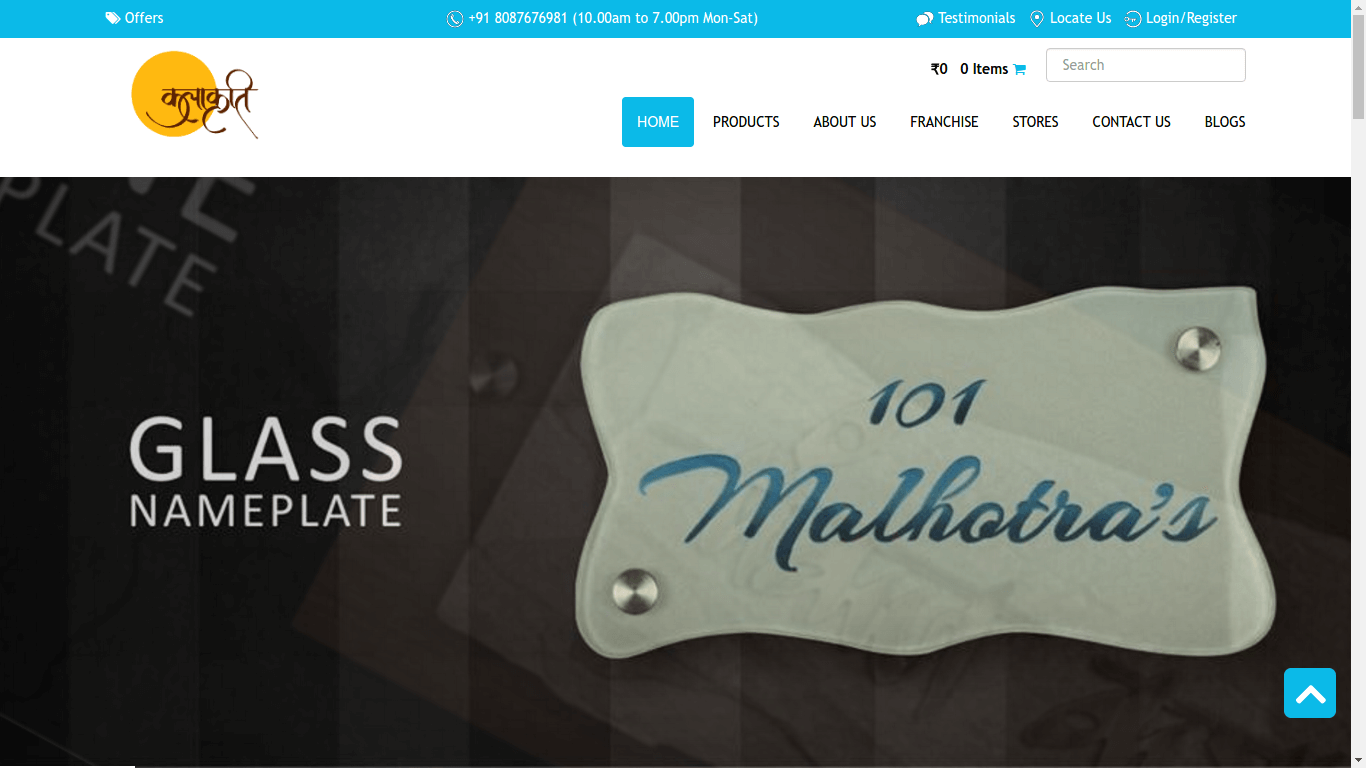 Offers
+91 8087676981 (10.00am to 7.00pm Mon-Sat)
Testimonials
Locate Us
Login/Register
कलाकृति
₹0 0 Items
Search
HOME
PRODUCTS
ABOUT US
FRANCHISE
STORES
CONTACT US
BLOGS
PLATE
GLASS
NAMEPLATE
101
Malhotra's